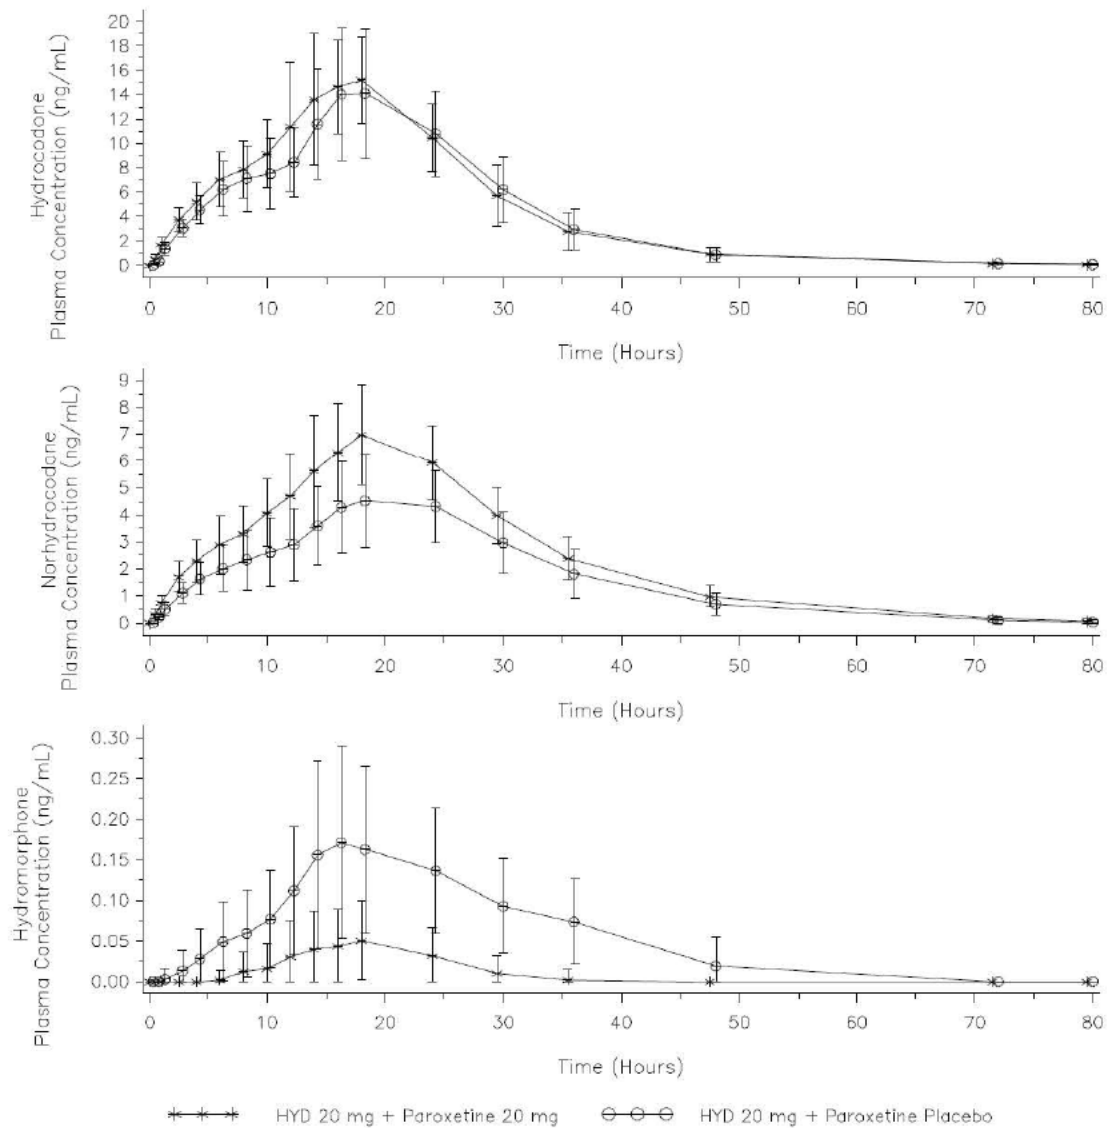 Hydrocodone
Plasma Concentration (ng/mL)
20
18
16
14
12
10
8
6
4
2
0
0 10 20 30 40 50 60 70 80
Time (Hours)
Norhydrocodone
Plasma Concentration (ng/mL)
9
8
7
6
5
4
3
2
1
0
0 10 20 30 40 50 60 70 80
Time (Hours)
Hydromorphone
Plasma Concentration (ng/mL)
0.30
0.25
0.20
0.15
0.10
0.05
0.00
0 10 20 30 40 50 60 70 80
Time (Hours)
HYD 20 mg + Paroxetine 20 mg HYD 20 mg + Paroxetine Placebo